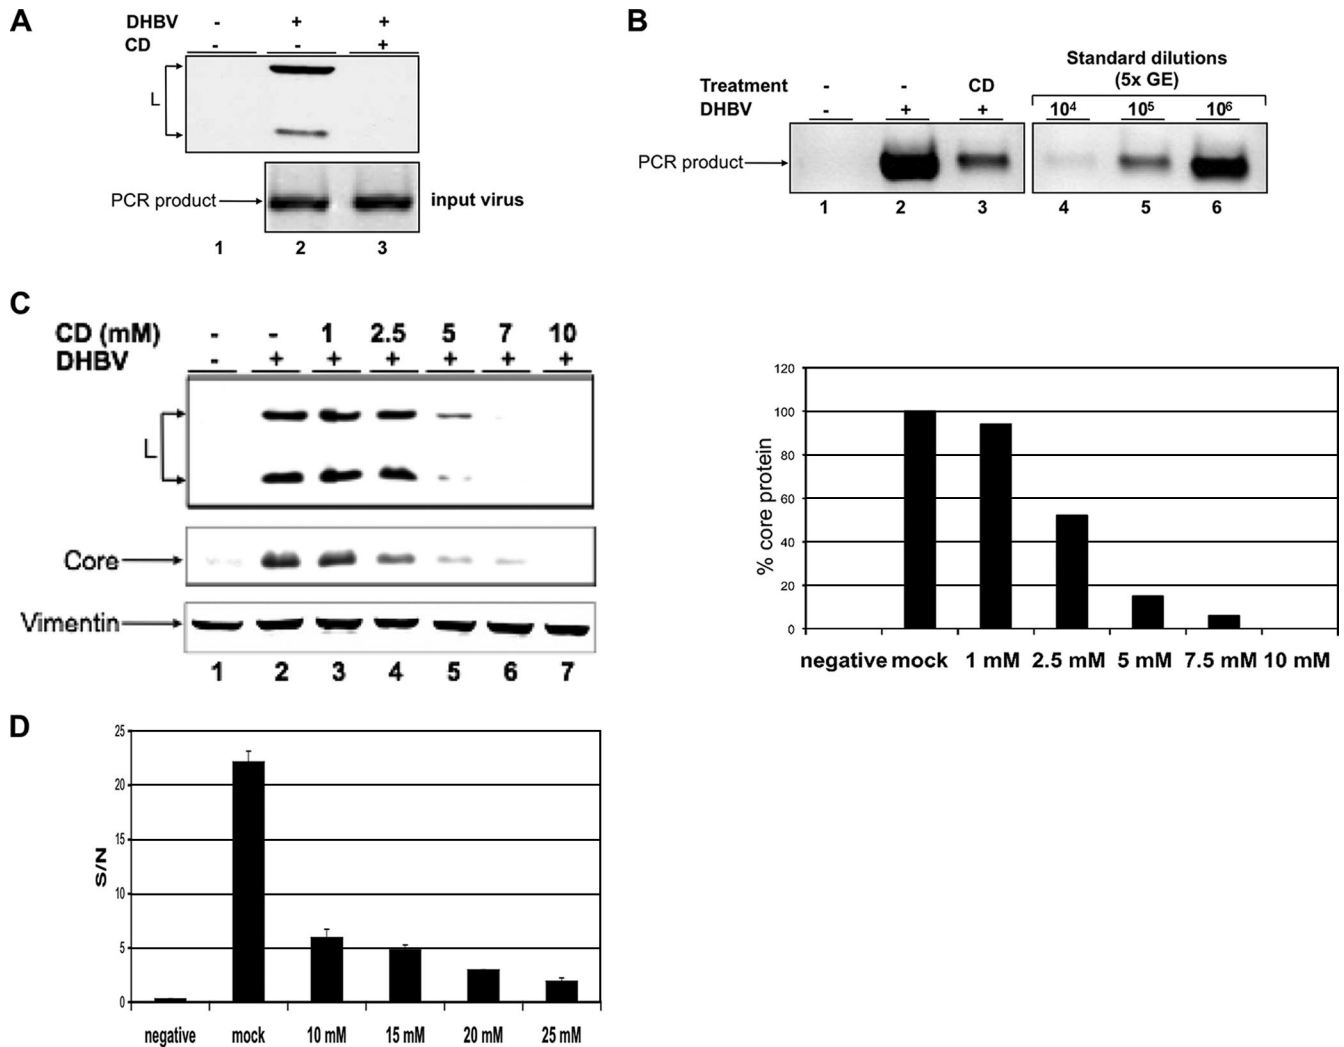 A
DHBV - + +
CD - - +
L
PCR product
input virus
1 2 3
B
Standard dilutions
(5x GE)
Treatment - - CD
DHBV - + + 10⁴ 10⁵ 10⁶
PCR product
1 2 3 4 5 6
C
CD (mM) - - 1 2.5 5 7 10
DHBV - + + + + + +
L
Core
Vimentin
1 2 3 4 5 6 7
120
100
80
60
40
20
0
% core protein
negative mock 1 mM 2.5 mM 5 mM 7.5 mM 10 mM
D
25
20
15
10
5
0
S/N
negative mock 10 mM 15 mM 20 mM 25 mM